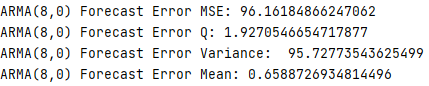 ARMA(8,0) Forecast Error MSE: 96.16184866247062
ARMA(8,0) Forecast Error Q: 1.9270546654717877
ARMA(8,0) Forecast Error Variance:  95.72773543625499
ARMA(8,0) Forecast Error Mean: 0.6588726934814496